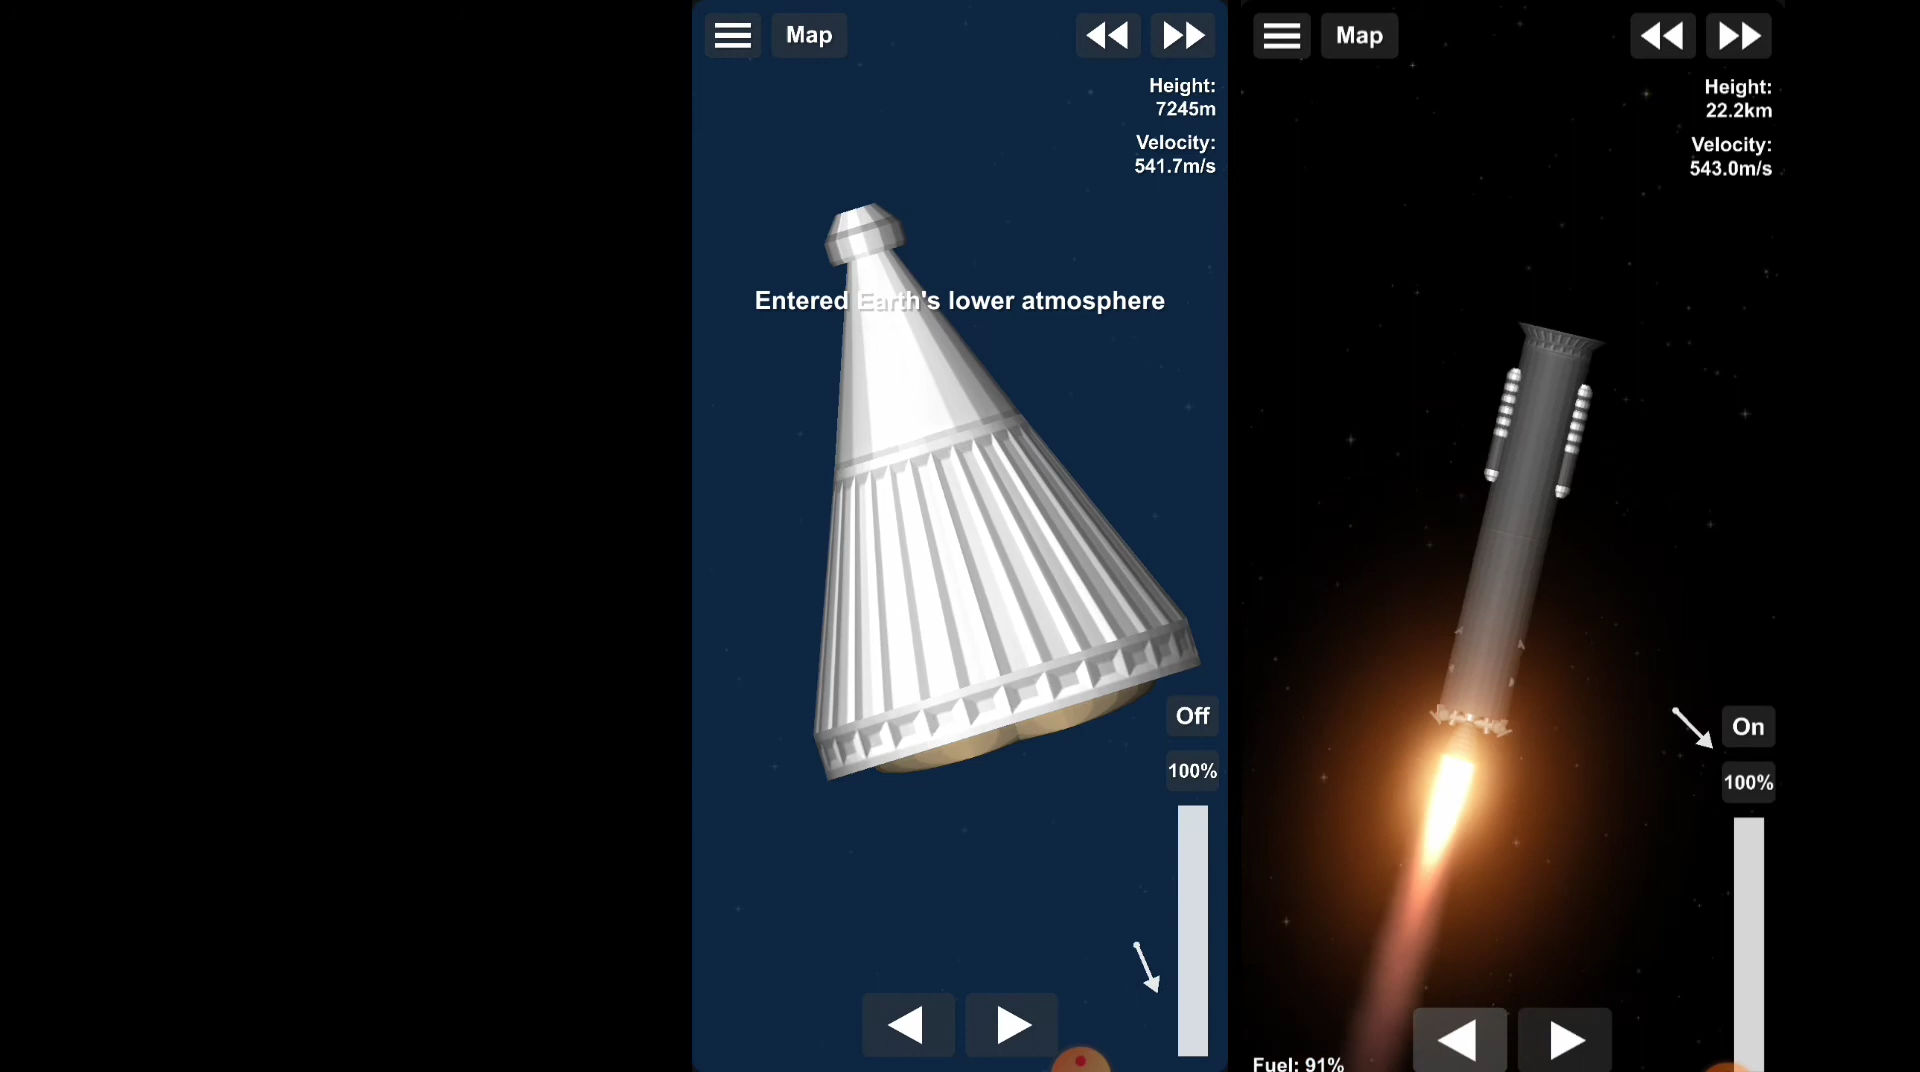 Map
Height:
7245m
Velocity:
541.7m/s
Entered Earth's lower atmosphere
Off
100%
Map
Height:
22.2km
Velocity:
543.0m/s
On
100%
Fuel: 91%